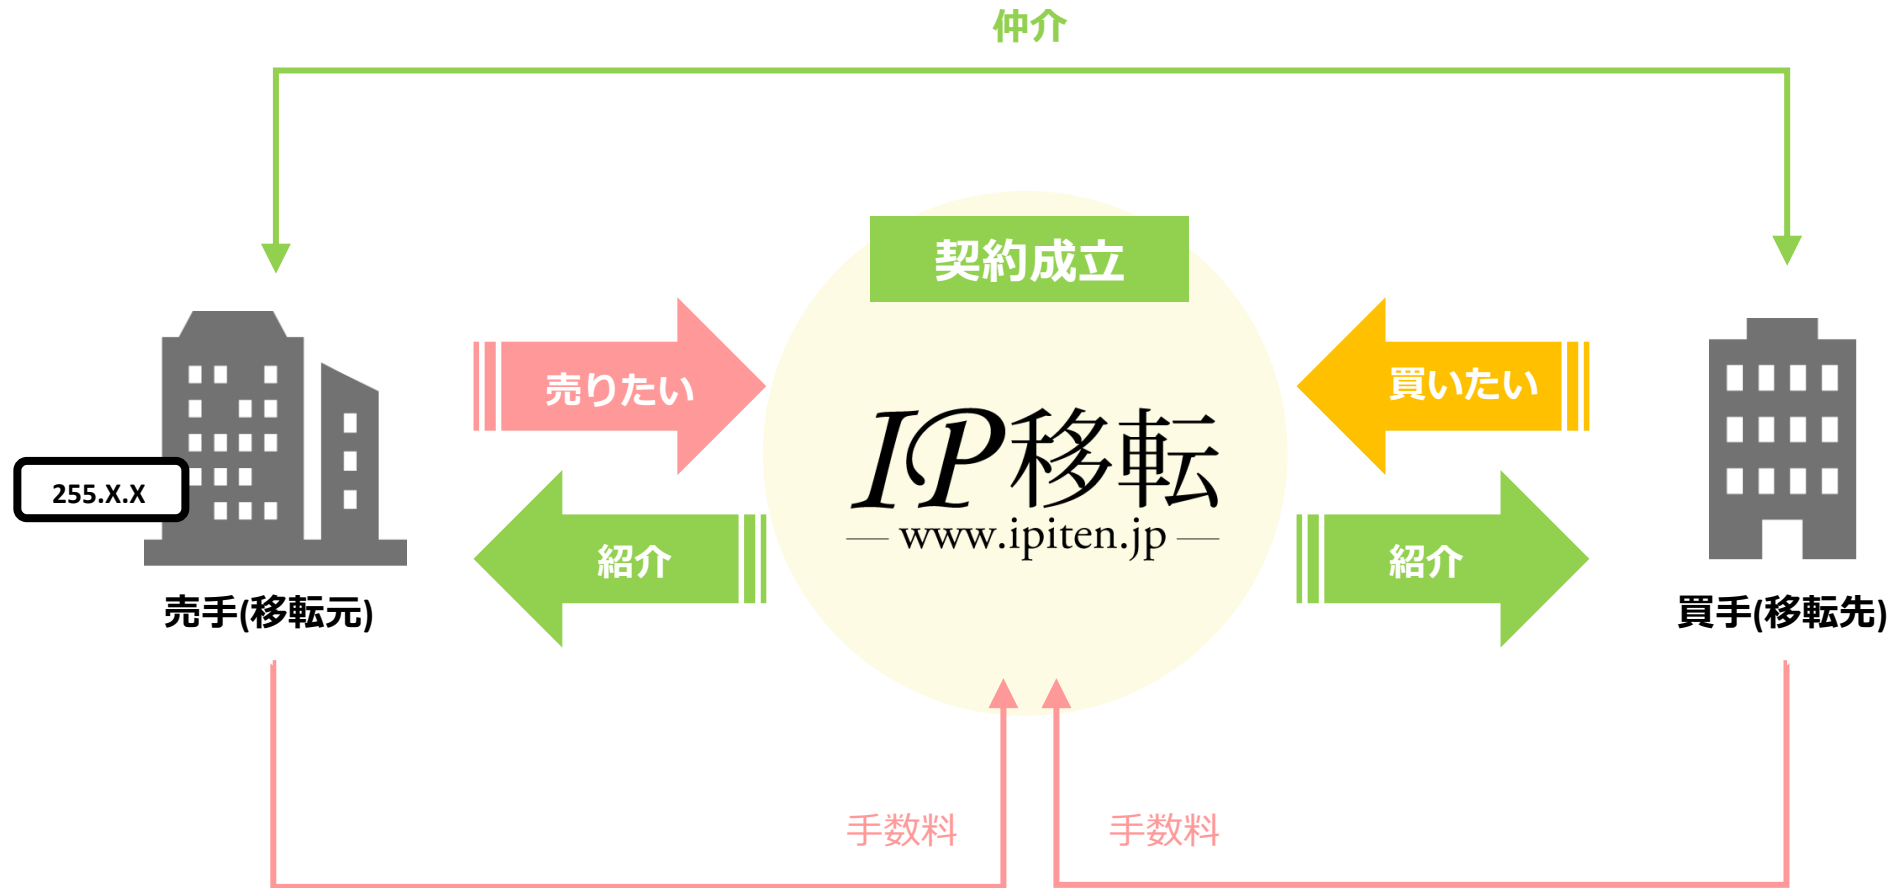 仲介
契約成立
売りたい
買いたい
IP移転
www.ipiten.jp
255.X.X
紹介
紹介
売手(移転元)
買手(移転先)
手数料
手数料